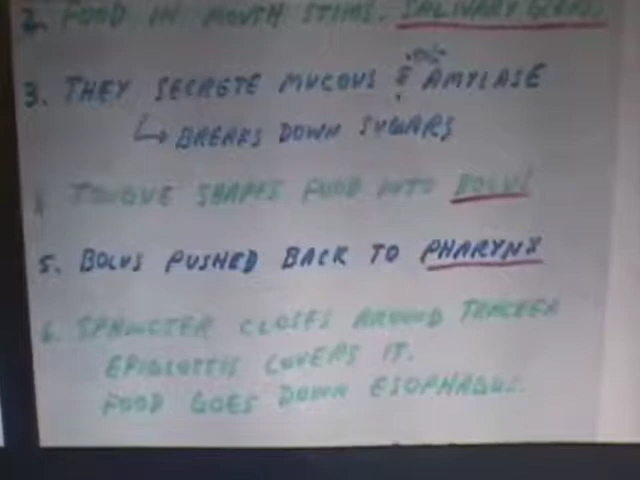 2. FOOD IN MOUTH STIMS. SALIVARY GLANDS.
3. THEY SECRETE MUCOUS & AMYLASE
↳ BREAKS DOWN SUGARS
TONGUE SHAPES FOOD INTO BOLUS
5. BOLUS PUSHED BACK TO PHARYNX
6. SPHINCTER CLOSES AROUND TRACHEA
EPIGLOTTIS COVERS IT.
FOOD GOES DOWN ESOPHAGUS.